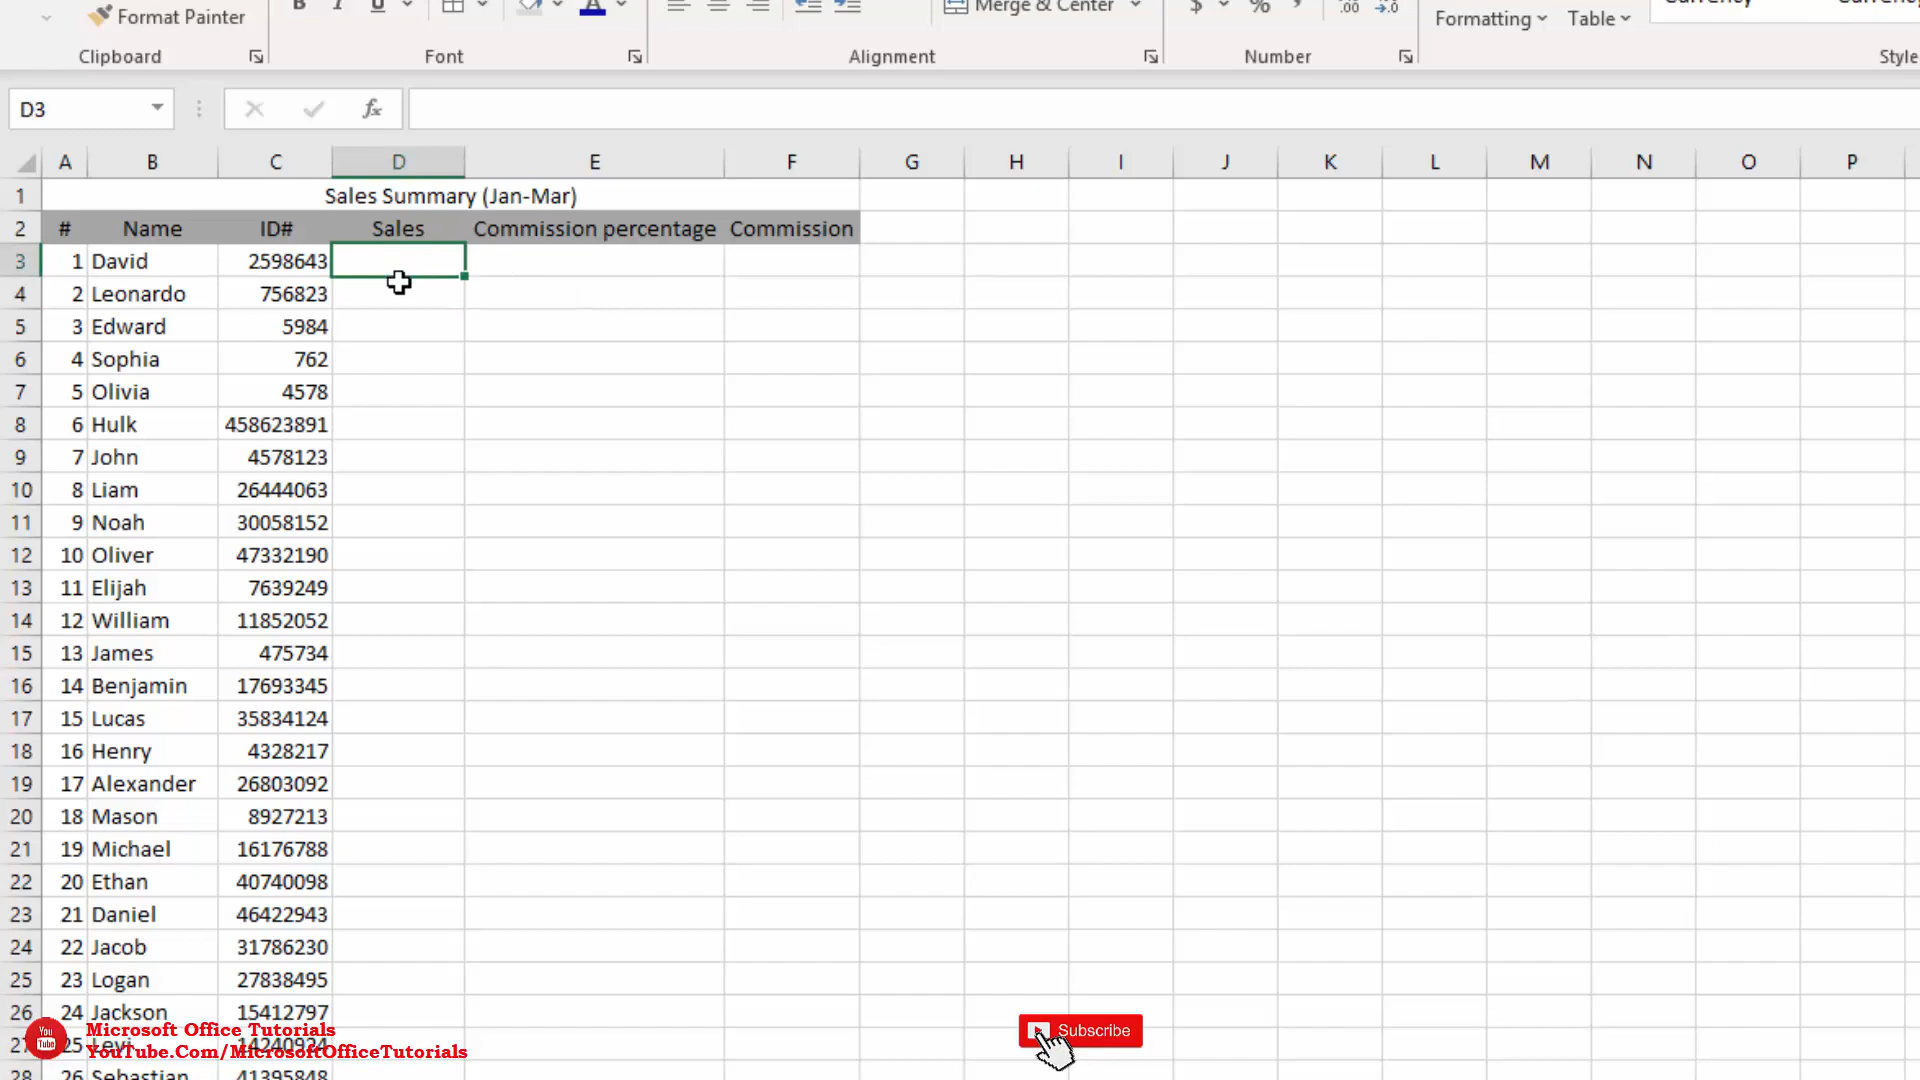 Format Painter
B I U
Merge & Center
$ % ,
.00 →.0
Formatting Table
Clipboard Font Alignment Number Style
D3 fx
A B C D E F G H I J K L M N O P
1 Sales Summary (Jan-Mar)
2 # Name ID# Sales Commission percentage Commission
3 1 David 2598643
4 2 Leonardo 756823
5 3 Edward 5984
6 4 Sophia 762
7 5 Olivia 4578
8 6 Hulk 458623891
9 7 John 4578123
10 8 Liam 26444063
11 9 Noah 30058152
12 10 Oliver 47332190
13 11 Elijah 7639249
14 12 William 11852052
15 13 James 475734
16 14 Benjamin 17693345
17 15 Lucas 35834124
18 16 Henry 4328217
19 17 Alexander 26803092
20 18 Mason 8927213
21 19 Michael 16176788
22 20 Ethan 40740098
23 21 Daniel 46422943
24 22 Jacob 31786230
25 23 Logan 27838495
26 24 Jackson 15412797
27 25 Levi 14240924
28 26 Sebastian 41395848
You Tube
Microsoft Office Tutorials
YouTube.Com/MicrosoftOfficeTutorials
Subscribe